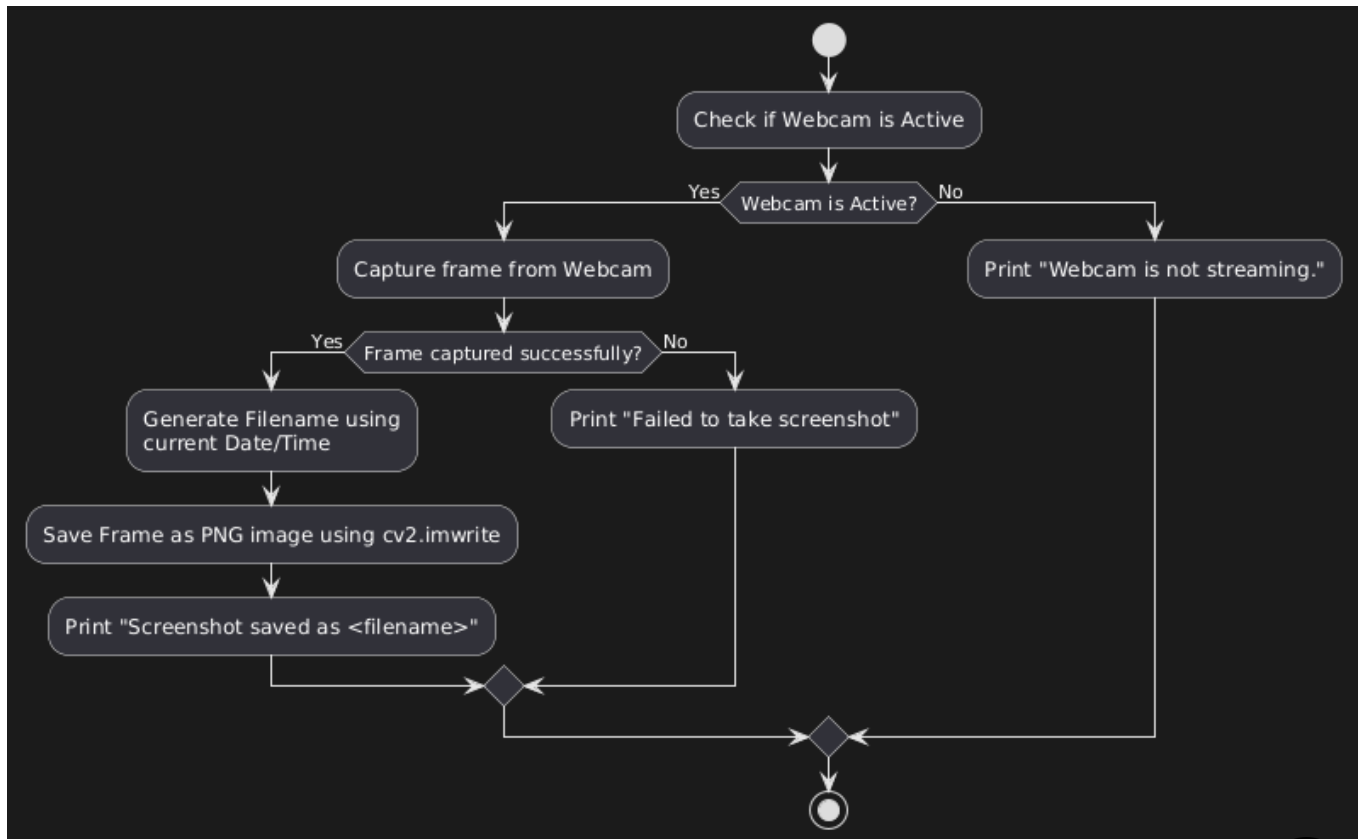 Check if Webcam is Active
Yes
Webcam is Active?
No
Capture frame from Webcam
Print "Webcam is not streaming."
Yes
Frame captured successfully?
No
Generate Filename using
current Date/Time
Print "Failed to take screenshot"
Save Frame as PNG image using cv2.imwrite
Print "Screenshot saved as <filename>"